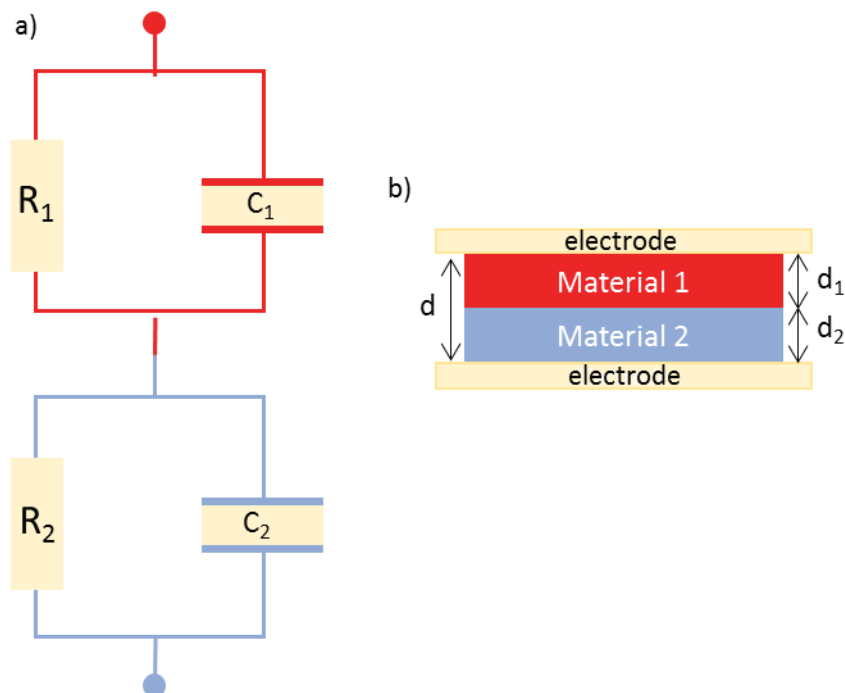 a)
R₁
C₁
R₂
C₂
b)
electrode
Material 1
d₁
d
Material 2
d₂
electrode